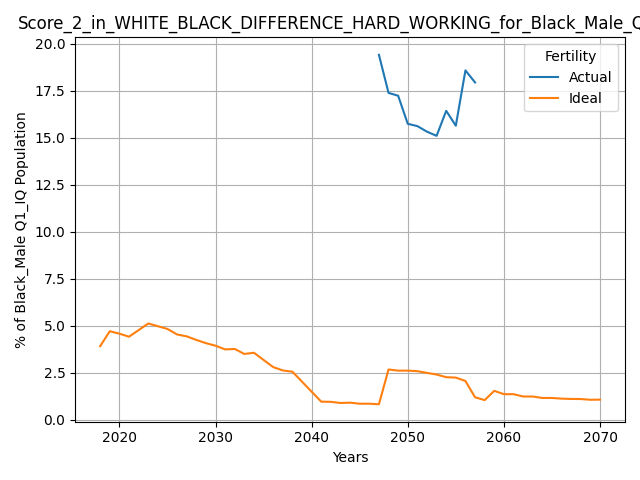 Score_2_in_WHITE_BLACK_DIFFERENCE_HARD_WORKING_for_Black_Male_Q
Fertility
Actual
Ideal
% of Black_Male Q1_IQ Population
20.0
17.5
15.0
12.5
10.0
7.5
5.0
2.5
0.0
2020 2030 2040 2050 2060 2070
Years